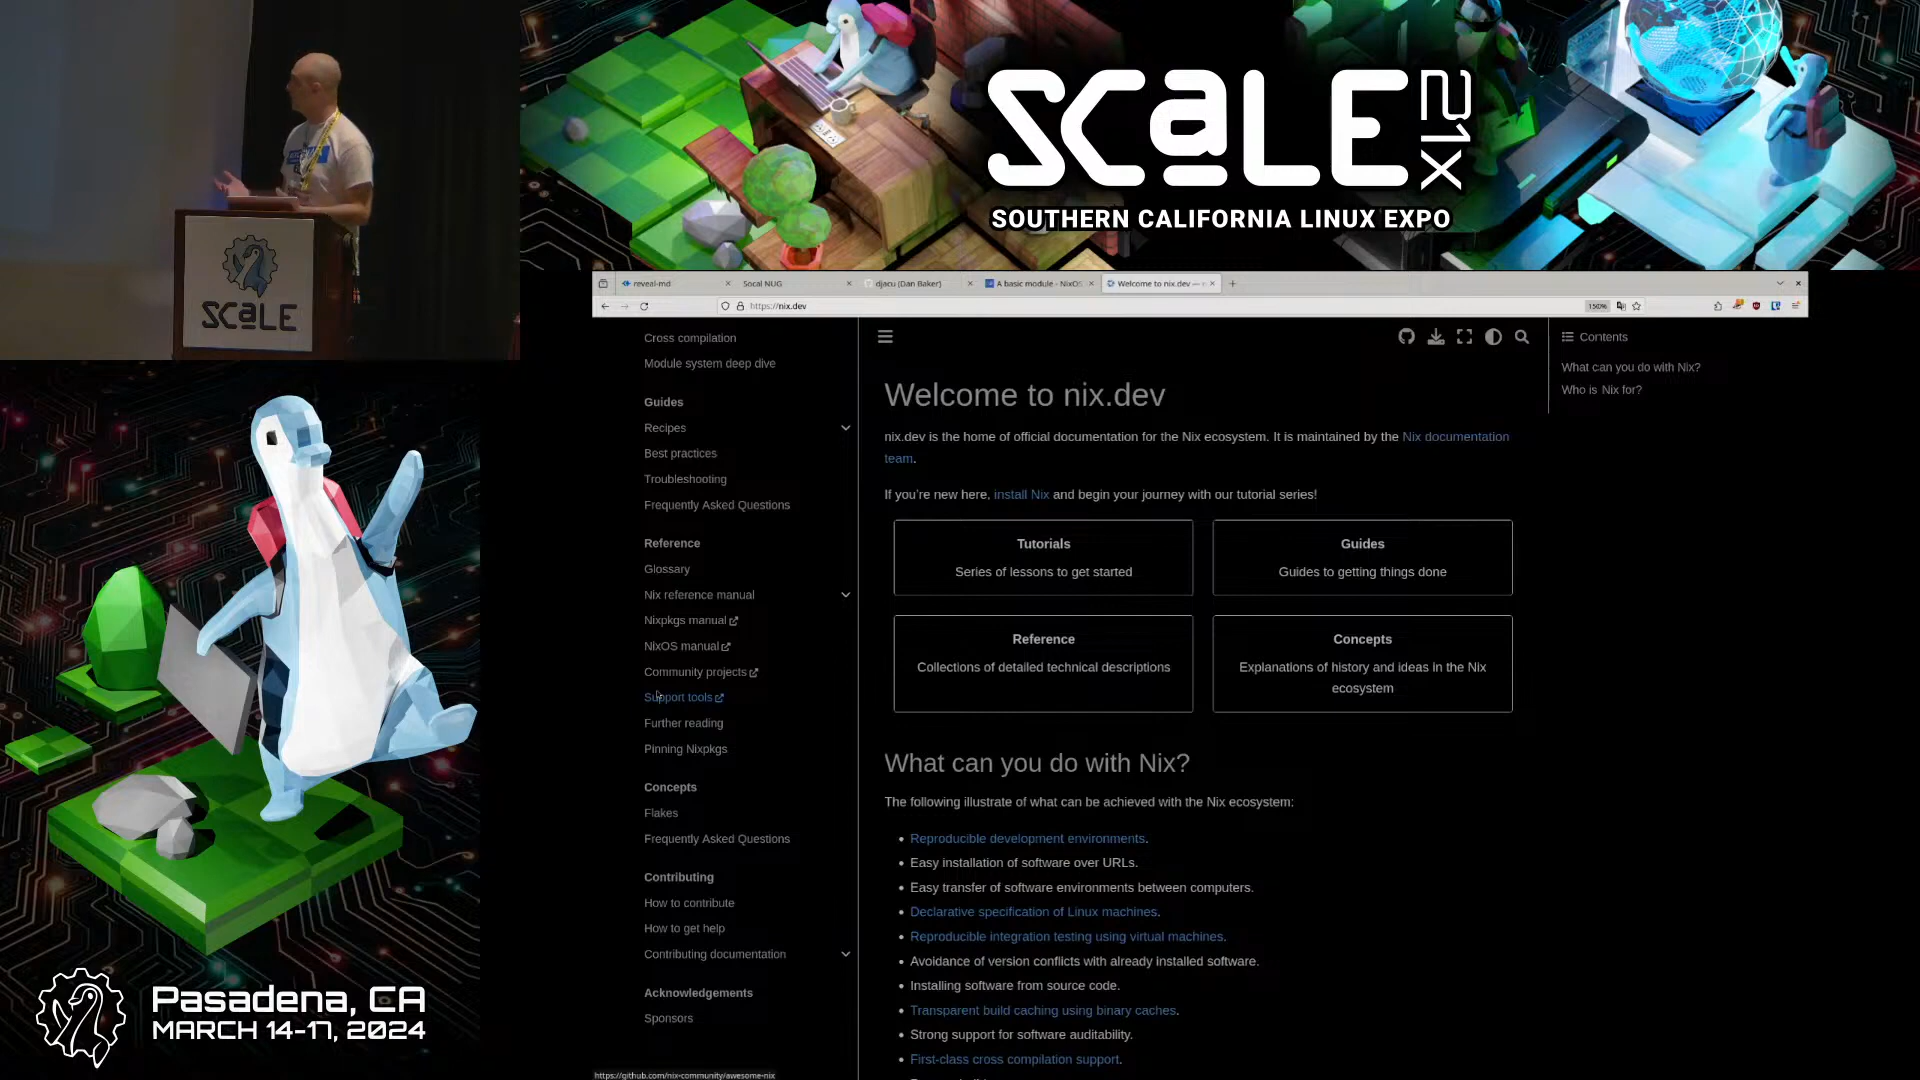 SCALE
21X
SOUTHERN CALIFORNIA LINUX EXPO
SCALE
reveal-md
Socal NUG
djacu (Dan Baker)
A basic module - NixOS
Welcome to nix.dev —
https://nix.dev
150%
Cross compilation
Module system deep dive
Guides
Recipes
Best practices
Troubleshooting
Frequently Asked Questions
Reference
Glossary
Nix reference manual
Nixpkgs manual
NixOS manual
Community projects
Support tools
Further reading
Pinning Nixpkgs
Concepts
Flakes
Frequently Asked Questions
Contributing
How to contribute
How to get help
Contributing documentation
Acknowledgements
Sponsors
https://github.com/nix-community/awesome-nix
Welcome to nix.dev
nix.dev is the home of official documentation for the Nix ecosystem. It is maintained by the Nix documentation
team.
If you're new here, install Nix and begin your journey with our tutorial series!
Tutorials
Series of lessons to get started
Guides
Guides to getting things done
Reference
Collections of detailed technical descriptions
Concepts
Explanations of history and ideas in the Nix
ecosystem
What can you do with Nix?
The following illustrate of what can be achieved with the Nix ecosystem:
• Reproducible development environments.
• Easy installation of software over URLs.
• Easy transfer of software environments between computers.
• Declarative specification of Linux machines.
• Reproducible integration testing using virtual machines.
• Avoidance of version conflicts with already installed software.
• Installing software from source code.
• Transparent build caching using binary caches.
• Strong support for software auditability.
• First-class cross compilation support.
Contents
What can you do with Nix?
Who is Nix for?
Pasadena, CA
MARCH 14-17, 2024